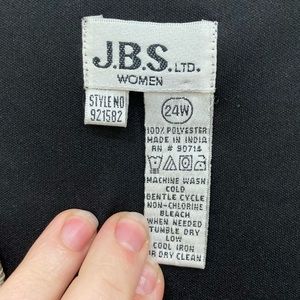 J.B.S. LTD.
WOMEN
STYLE NO
921582
24W
100% POLYESTER
MADE IN INDIA
RN # 90714
MACHINE WASH
COLD
GENTLE CYCLE
NON-CHLORINE
BLEACH
WHEN NEEDED
TUMBLE DRY
LOW
COOL IRON
OR DRY CLEAN